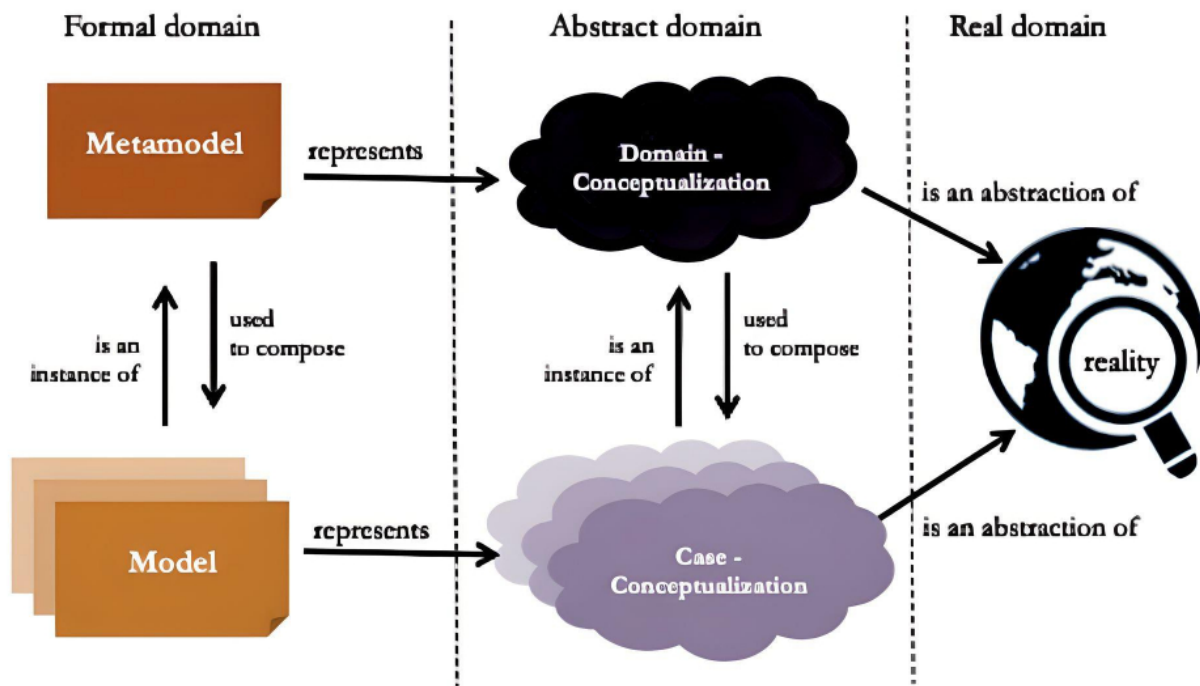 Formal domain
Abstract domain
Real domain
Metamodel
represents
Domain -
Conceptualization
is an abstraction of
is an
instance of
used
to compose
is an
instance of
used
to compose
reality
Model
represents
Case -
Conceptualization
is an abstraction of